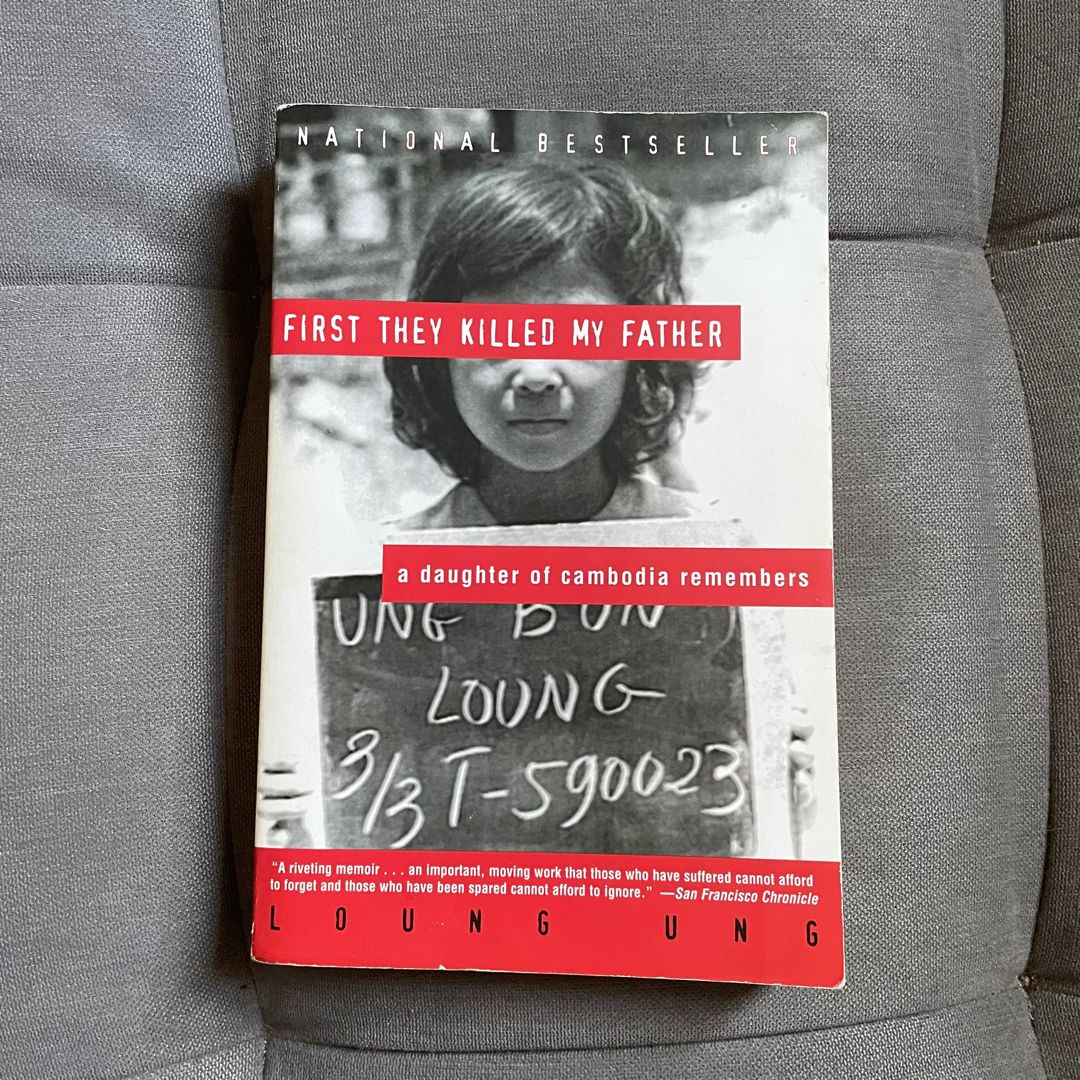 NATIONAL BESTSELLER
FIRST THEY KILLED MY FATHER
a daughter of cambodia remembers
UNG BUN
LOUNG
3/3 T-590023
“A riveting memoir . . . an important, moving work that those who have suffered cannot afford
to forget and those who have been spared cannot afford to ignore.” —San Francisco Chronicle
LOUNG UNG